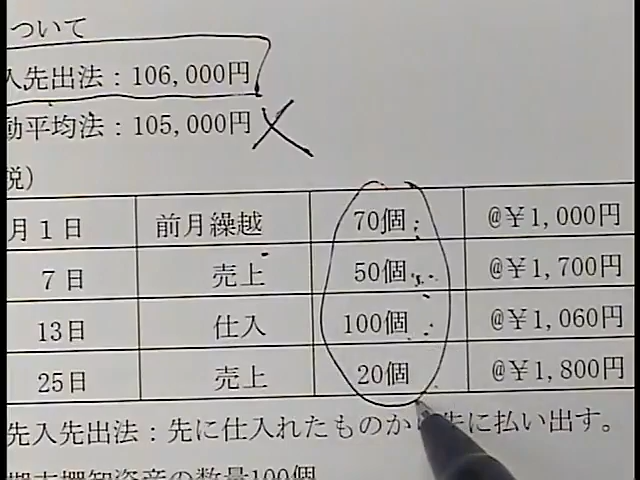 ついて
入先出法：106,000円
動平均法：105,000円
税）
月1日 前月繰越 70個 @￥1,000円
7日 売上 50個 @￥1,700円
13日 仕入 100個 @￥1,060円
25日 売上 20個 @￥1,800円
先入先出法：先に仕入れたものから先に払い出す。
期末棚卸資産の数量100個